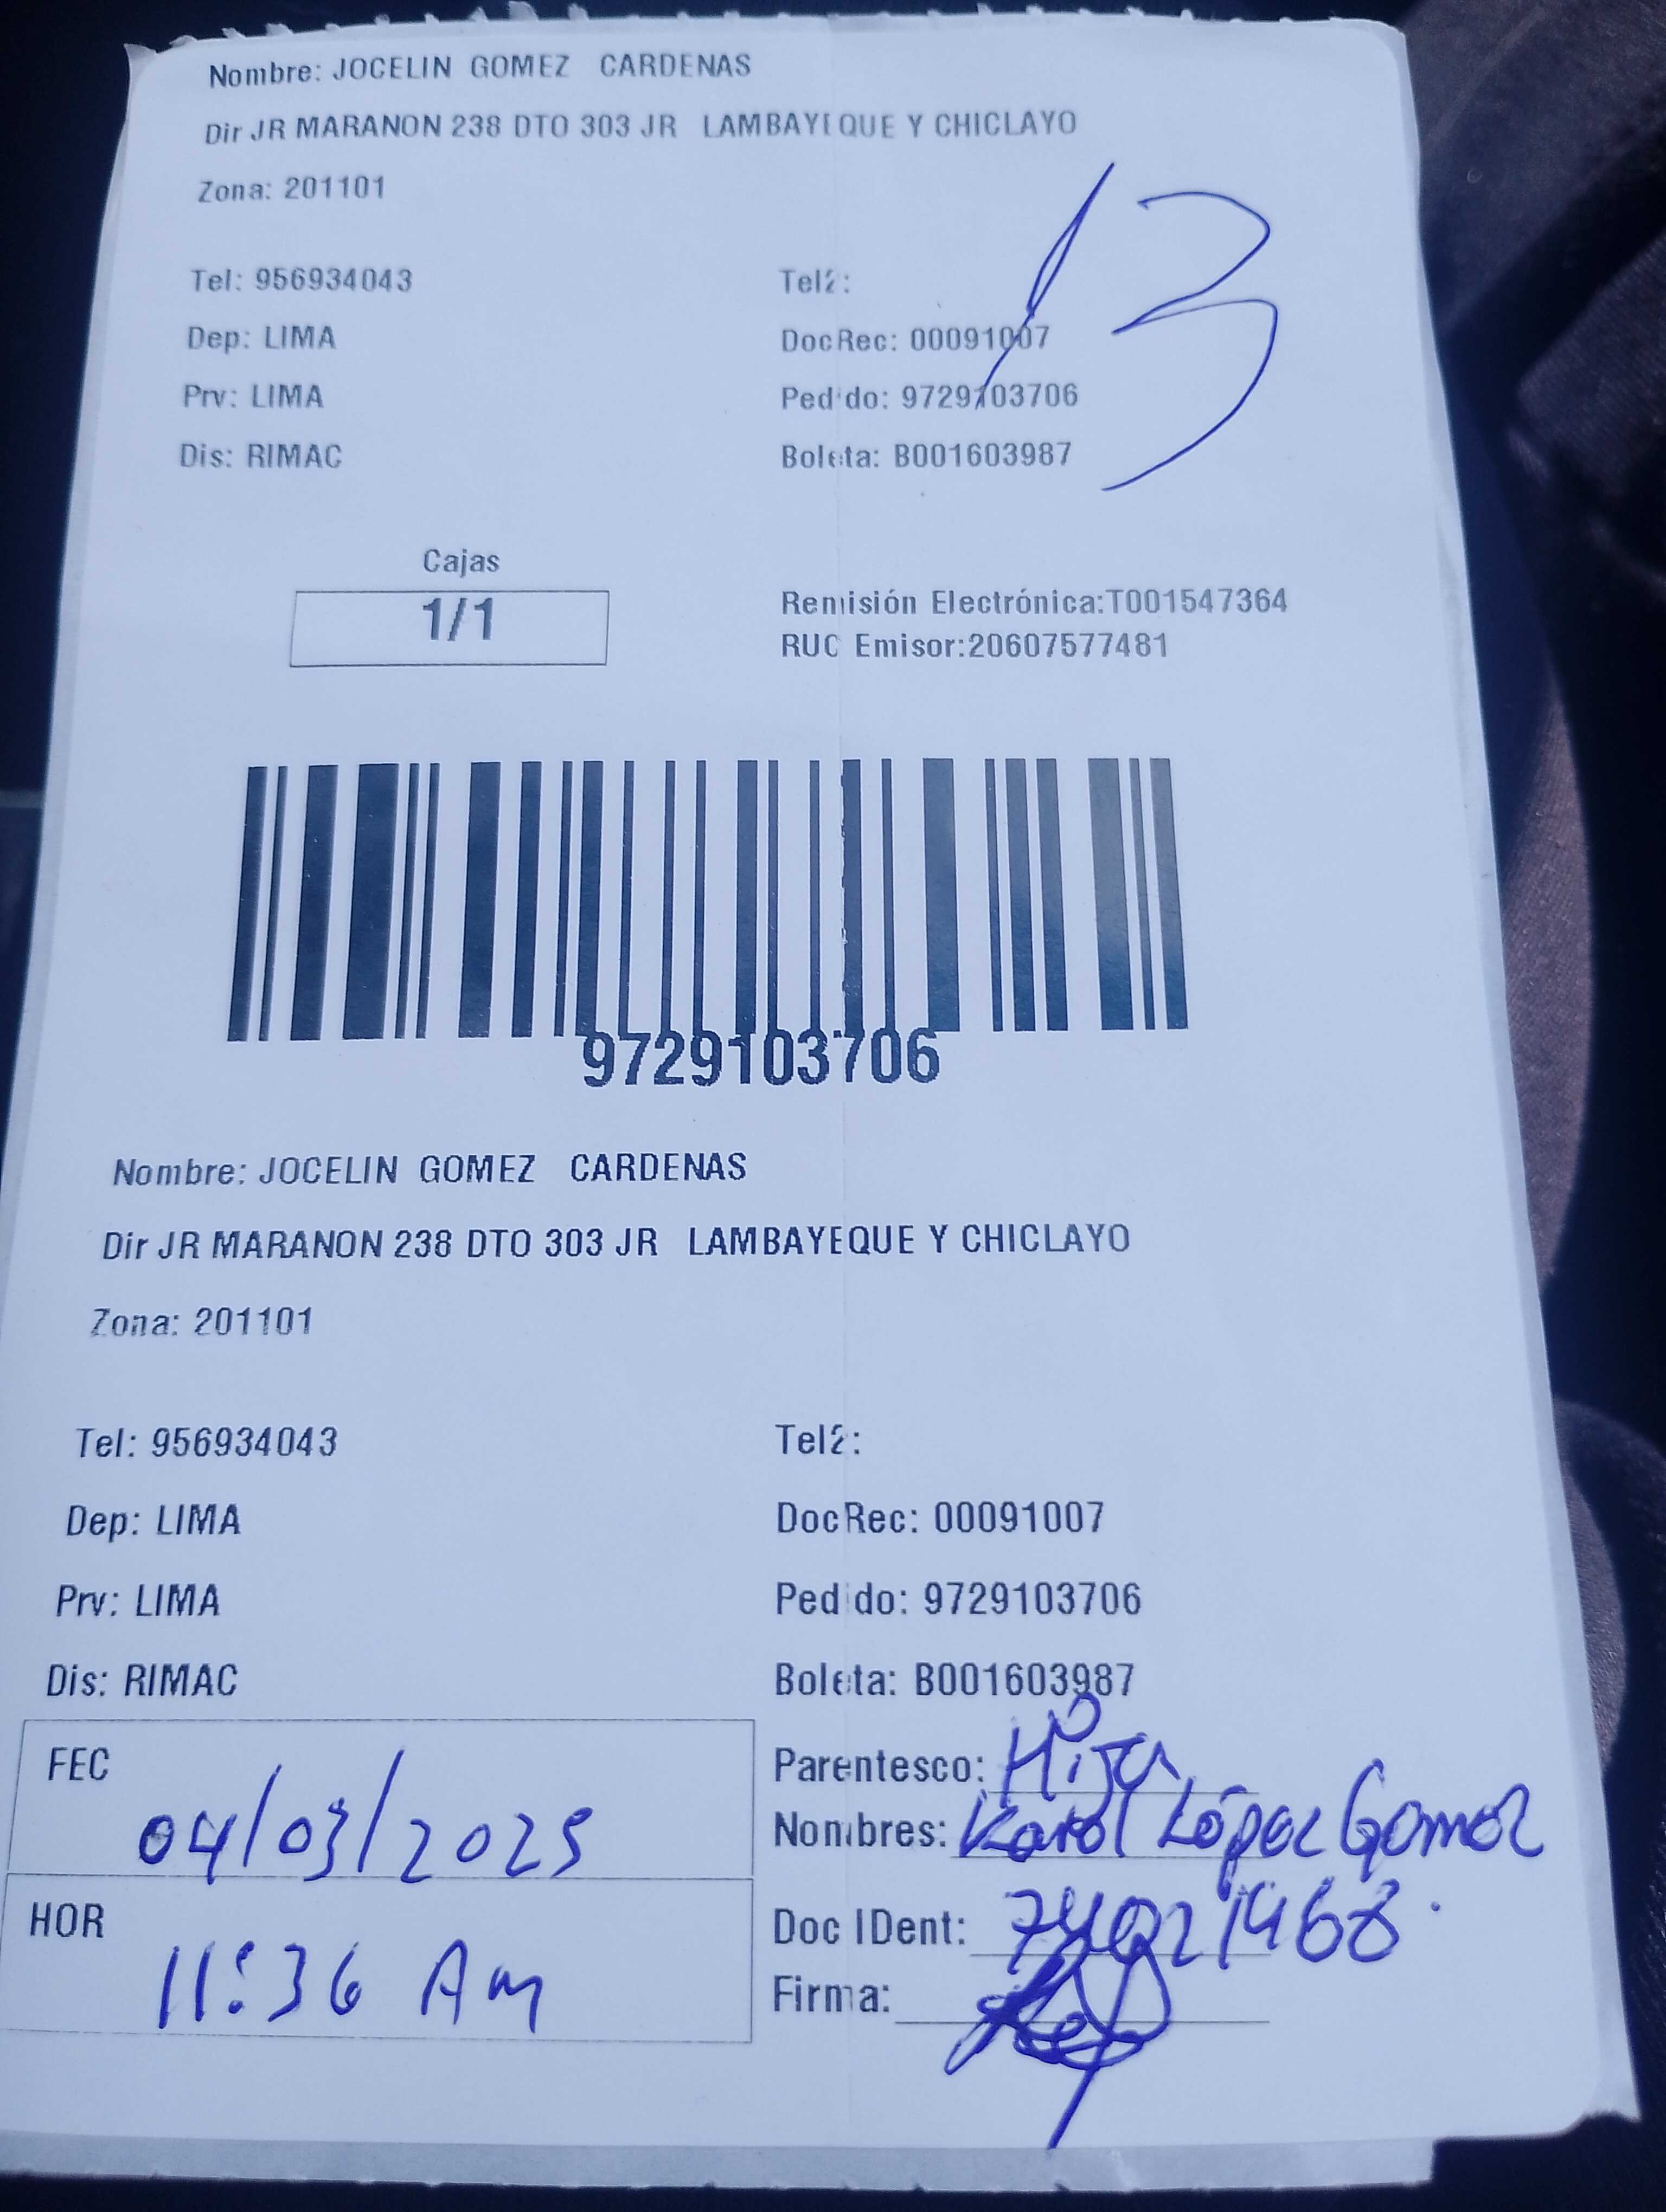 Nombre: JOCELIN GOMEZ CARDENAS
Dir JR MARANON 238 DTO 303 JR LAMBAYEQUE Y CHICLAYO
Zona: 201101
13
Tel: 956934043 Tel2:
Dep: LIMA DocRec: 00091007
Prv: LIMA Pedido: 9729103706
Dis: RIMAC Boleta: B001603987
Cajas
1/1
Remisión Electrónica:T001547364
RUC Emisor:20607577481
9729103706
Nombre: JOCELIN GOMEZ CARDENAS
Dir JR MARANON 238 DTO 303 JR LAMBAYEQUE Y CHICLAYO
Zona: 201101
Tel: 956934043 Tel2:
Dep: LIMA DocRec: 00091007
Prv: LIMA Pedido: 9729103706
Dis: RIMAC Boleta: B001603987
FEC 04/03/2025
HOR 11:36 Am
Parentesco: Hija
Nombres: Karol López Gomez
Doc IDent:
Firma: